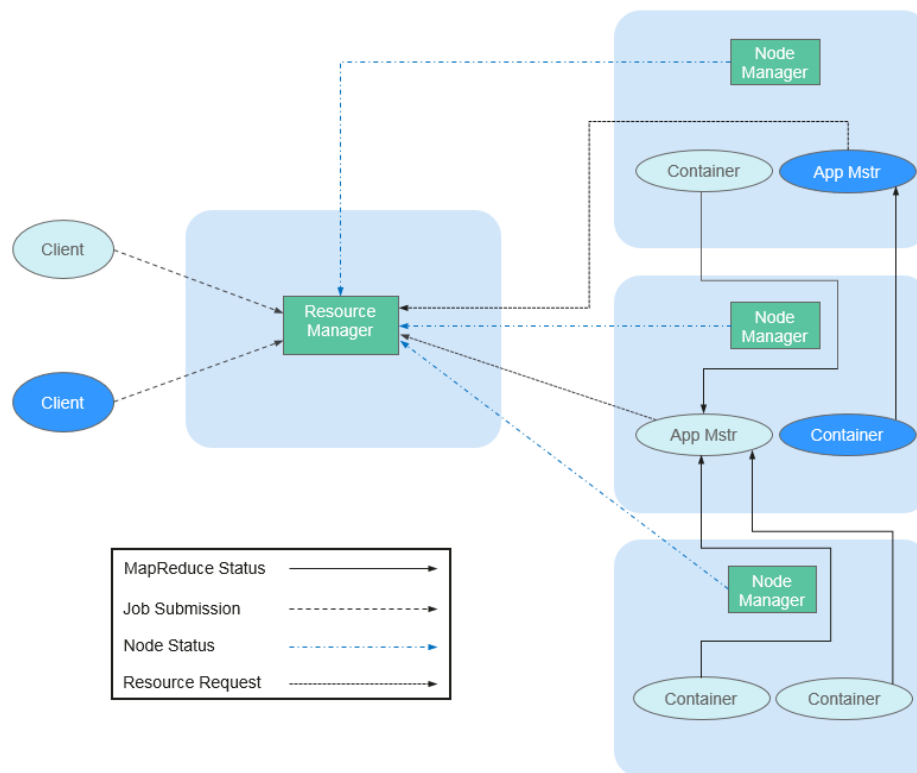 Node
Manager
Container
App Mstr
Client
Resource
Manager
Node
Manager
Client
App Mstr
Container
MapReduce Status
Job Submission
Node Status
Resource Request
Node
Manager
Container
Container